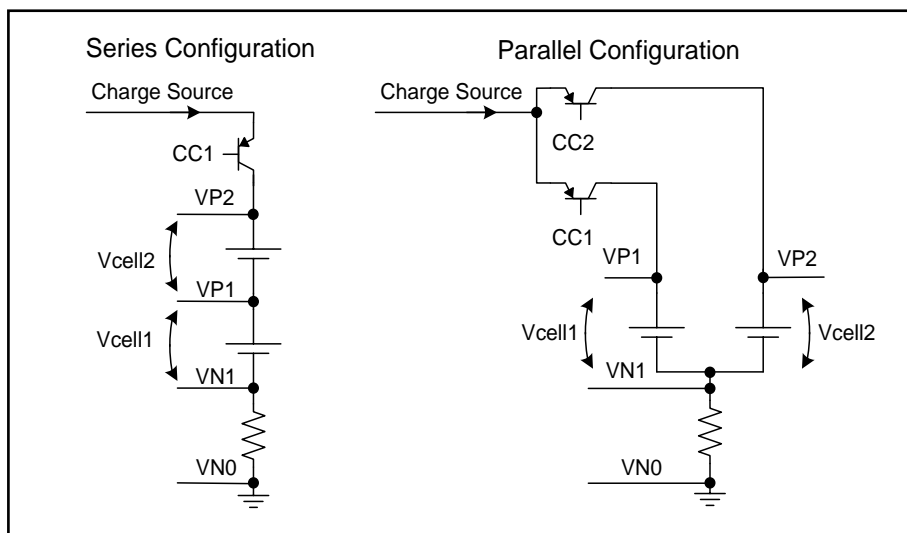 Series Configuration
Charge Source
CC1
VP2
Vcell2
VP1
Vcell1
VN1
VN0
Parallel Configuration
Charge Source
CC2
CC1
VP1
VP2
Vcell1
Vcell2
VN1
VN0